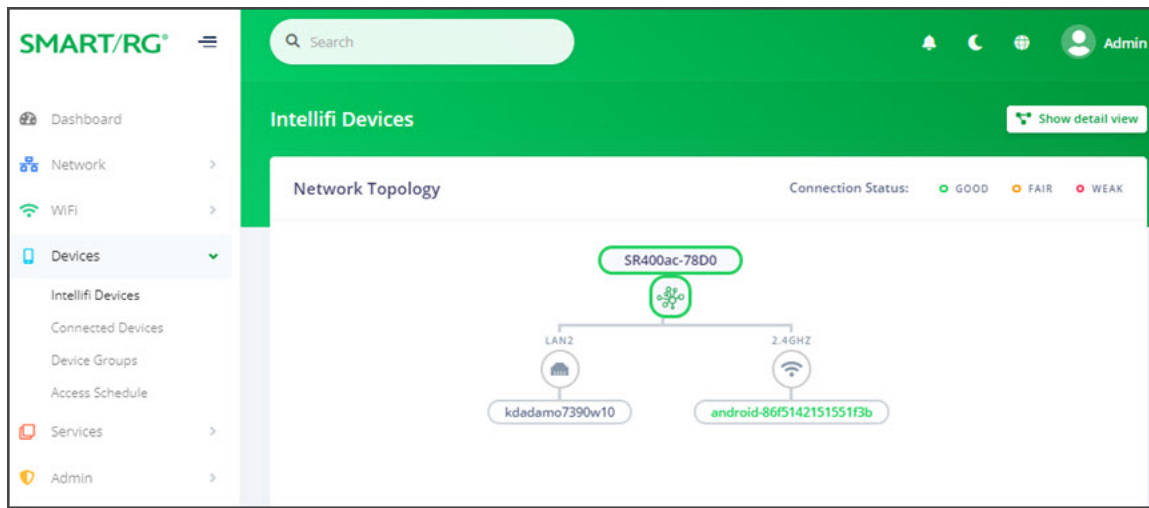 SMART/RG®
Search
Admin
Dashboard
Network
WiFi
Devices
Intellifi Devices
Connected Devices
Device Groups
Access Schedule
Services
Admin
Intellifi Devices
Show detail view
Network Topology
Connection Status: GOOD FAIR WEAK
SR400ac-78D0
LAN2 2.4GHZ
kdadamo7390w10 android-86f5142151551f3b